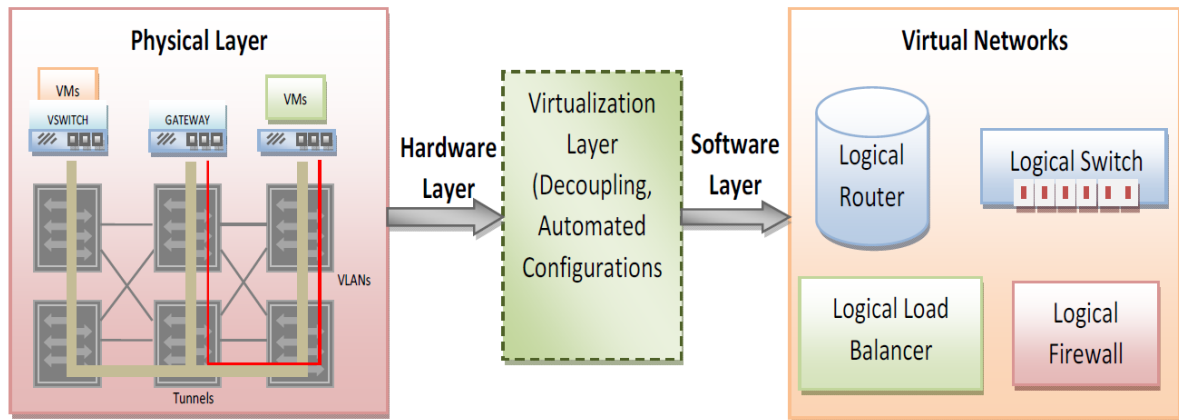 Physical Layer
VMs
VSWITCH
GATEWAY
VMs
VLANs
Tunnels
Hardware
Layer
Virtualization
Layer
(Decoupling,
Automated
Configurations
Software
Layer
Virtual Networks
Logical
Router
Logical Switch
Logical Load
Balancer
Logical
Firewall